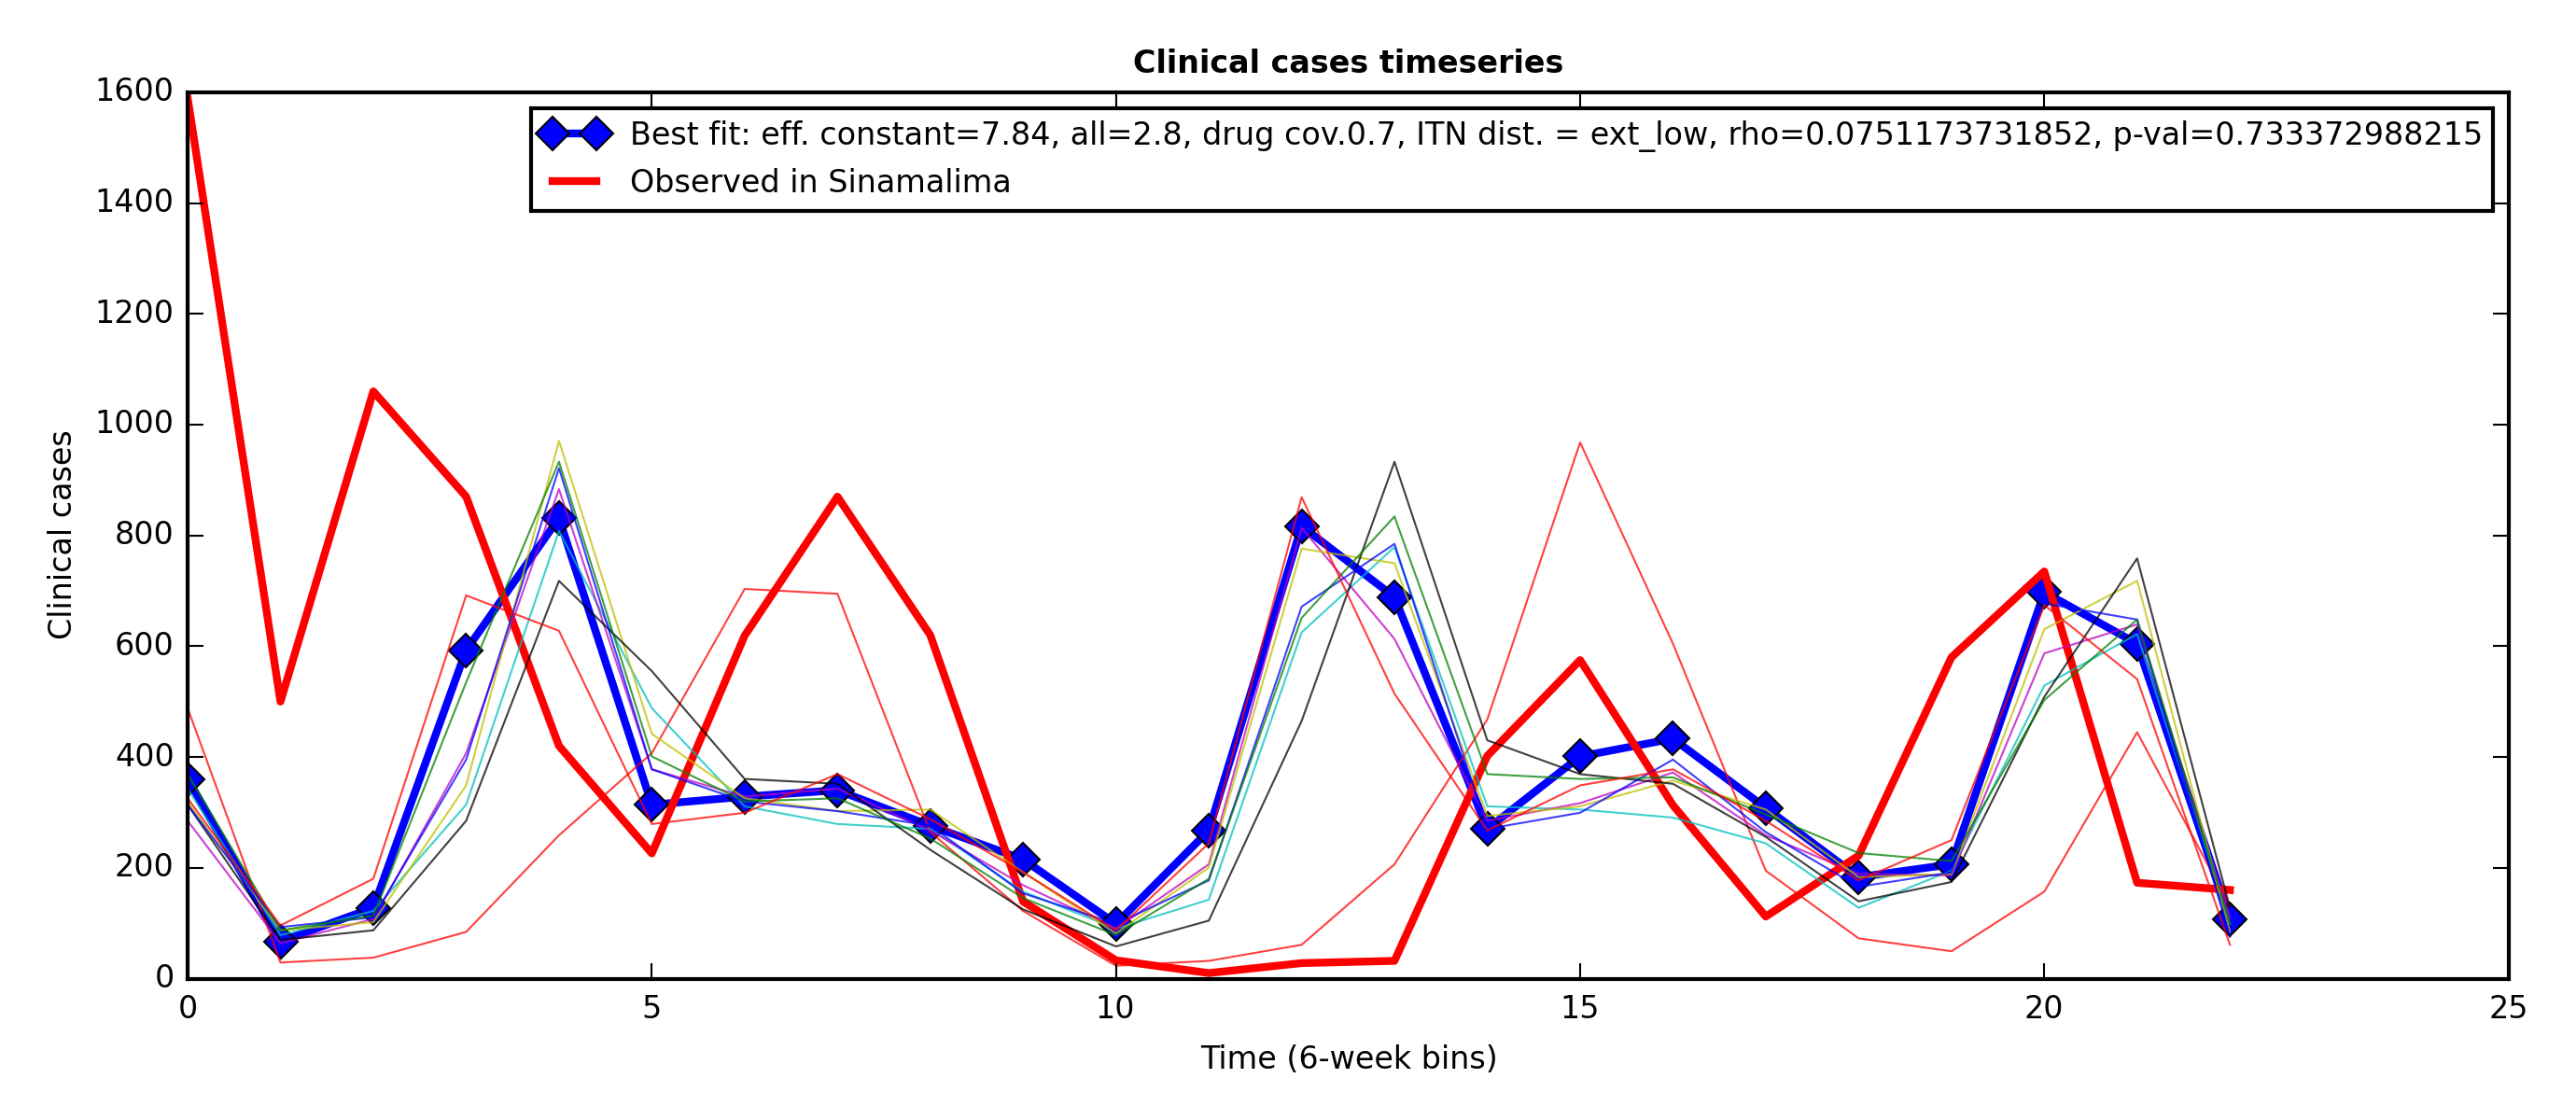 Clinical cases timeseries
1600
1400
1200
1000
800
600
400
200
0
Clinical cases
Best fit: eff. constant=7.84, all=2.8, drug cov.0.7, ITN dist. = ext_low, rho=0.0751173731852, p-val=0.733372988215
Observed in Sinamalima
0 5 10 15 20 25
Time (6-week bins)